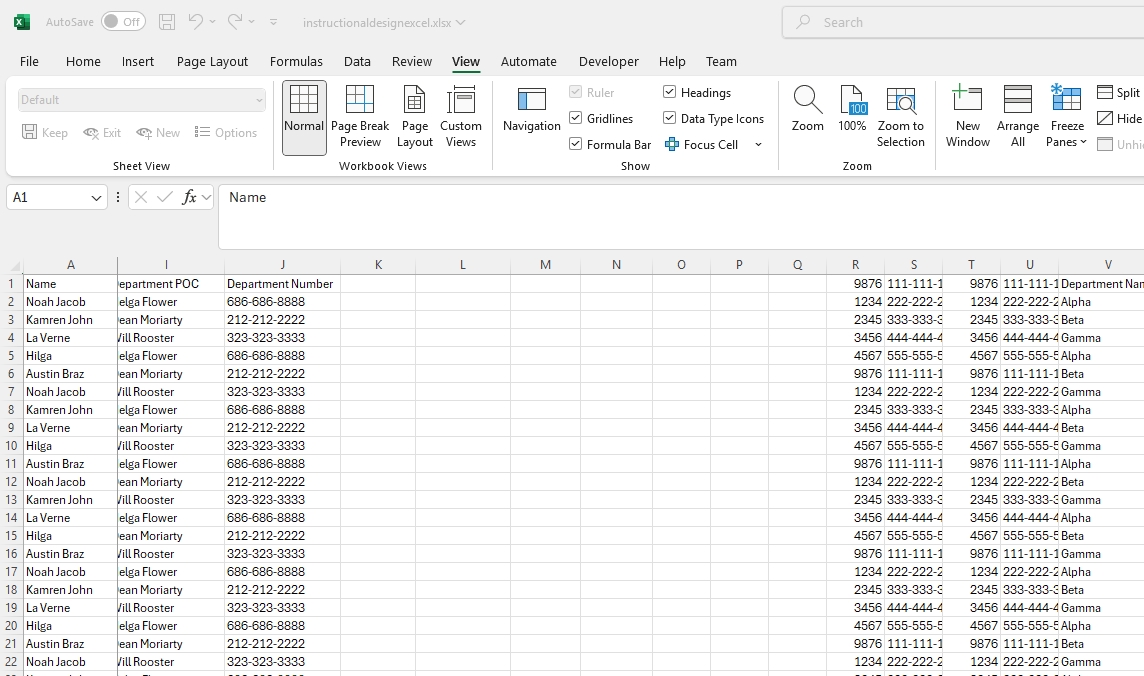 AutoSave Off instructionaldesignexcel.xlsx Search
File Home Insert Page Layout Formulas Data Review View Automate Developer Help Team
Default
Keep Exit New Options
Sheet View
Normal Page Break Preview Page Layout Custom Views
Workbook Views
Navigation
Ruler Headings
Gridlines Data Type Icons
Formula Bar Focus Cell
Show
Zoom 100 100% Zoom to Selection
Zoom
New Window Arrange All Freeze Panes
Split
Hide
Unhi
A1 fx Name
A I J K L M N O P Q R S T U V
1 Name epartment POC Department Number 9876 111-111-1 9876 111-111-1 Department Nam
2 Noah Jacob elga Flower 686-686-8888 1234 222-222-2 1234 222-222-2 Alpha
3 Kamren John ean Moriarty 212-212-2222 2345 333-333-3 2345 333-333-3 Beta
4 La Verne Will Rooster 323-323-3333 3456 444-444-4 3456 444-444-4 Gamma
5 Hilga elga Flower 686-686-8888 4567 555-555-5 4567 555-555-5 Alpha
6 Austin Braz ean Moriarty 212-212-2222 9876 111-111-1 9876 111-111-1 Beta
7 Noah Jacob Will Rooster 323-323-3333 1234 222-222-2 1234 222-222-2 Gamma
8 Kamren John elga Flower 686-686-8888 2345 333-333-3 2345 333-333-3 Alpha
9 La Verne ean Moriarty 212-212-2222 3456 444-444-4 3456 444-444-4 Beta
10 Hilga Will Rooster 323-323-3333 4567 555-555-5 4567 555-555-5 Gamma
11 Austin Braz elga Flower 686-686-8888 9876 111-111-1 9876 111-111-1 Alpha
12 Noah Jacob ean Moriarty 212-212-2222 1234 222-222-2 1234 222-222-2 Beta
13 Kamren John Will Rooster 323-323-3333 2345 333-333-3 2345 333-333-3 Gamma
14 La Verne elga Flower 686-686-8888 3456 444-444-4 3456 444-444-4 Alpha
15 Hilga ean Moriarty 212-212-2222 4567 555-555-5 4567 555-555-5 Beta
16 Austin Braz Will Rooster 323-323-3333 9876 111-111-1 9876 111-111-1 Gamma
17 Noah Jacob elga Flower 686-686-8888 1234 222-222-2 1234 222-222-2 Alpha
18 Kamren John ean Moriarty 212-212-2222 2345 333-333-3 2345 333-333-3 Beta
19 La Verne Will Rooster 323-323-3333 3456 444-444-4 3456 444-444-4 Gamma
20 Hilga elga Flower 686-686-8888 4567 555-555-5 4567 555-555-5 Alpha
21 Austin Braz ean Moriarty 212-212-2222 9876 111-111-1 9876 111-111-1 Beta
22 Noah Jacob Will Rooster 323-323-3333 1234 222-222-2 1234 222-222-2 Gamma